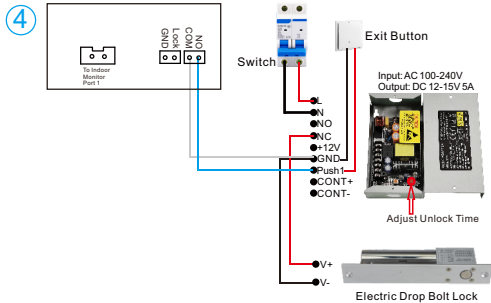 4
GND
Lock
COM
NO
To Indoor
Monitor
Port 1
Switch
Exit Button
Input: AC 100-240V
Output: DC 12-15V 5A
L
N
NO
NC
+12V
GND
Push1
CONT+
CONT-
Adjust Unlock Time
V+
V-
Electric Drop Bolt Lock